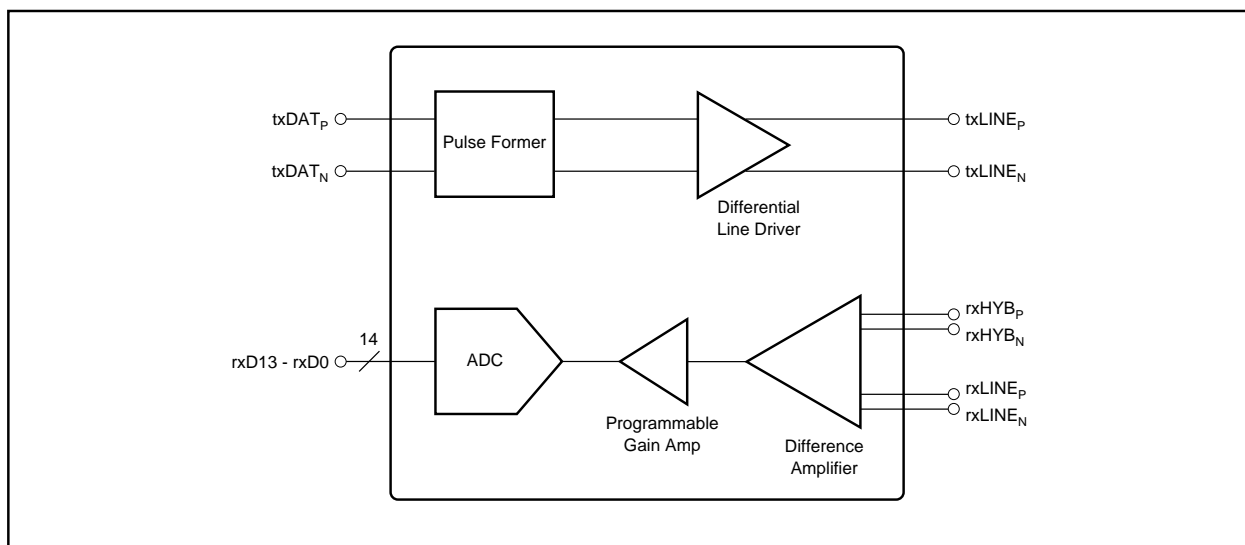 txDATP
txDATN
Pulse Former
txLINEP
txLINEN
Differential
Line Driver
14
rxD13 - rxD0
ADC
Programmable
Gain Amp
Difference
Amplifier
rxHYBP
rxHYBN
rxLINEP
rxLINEN